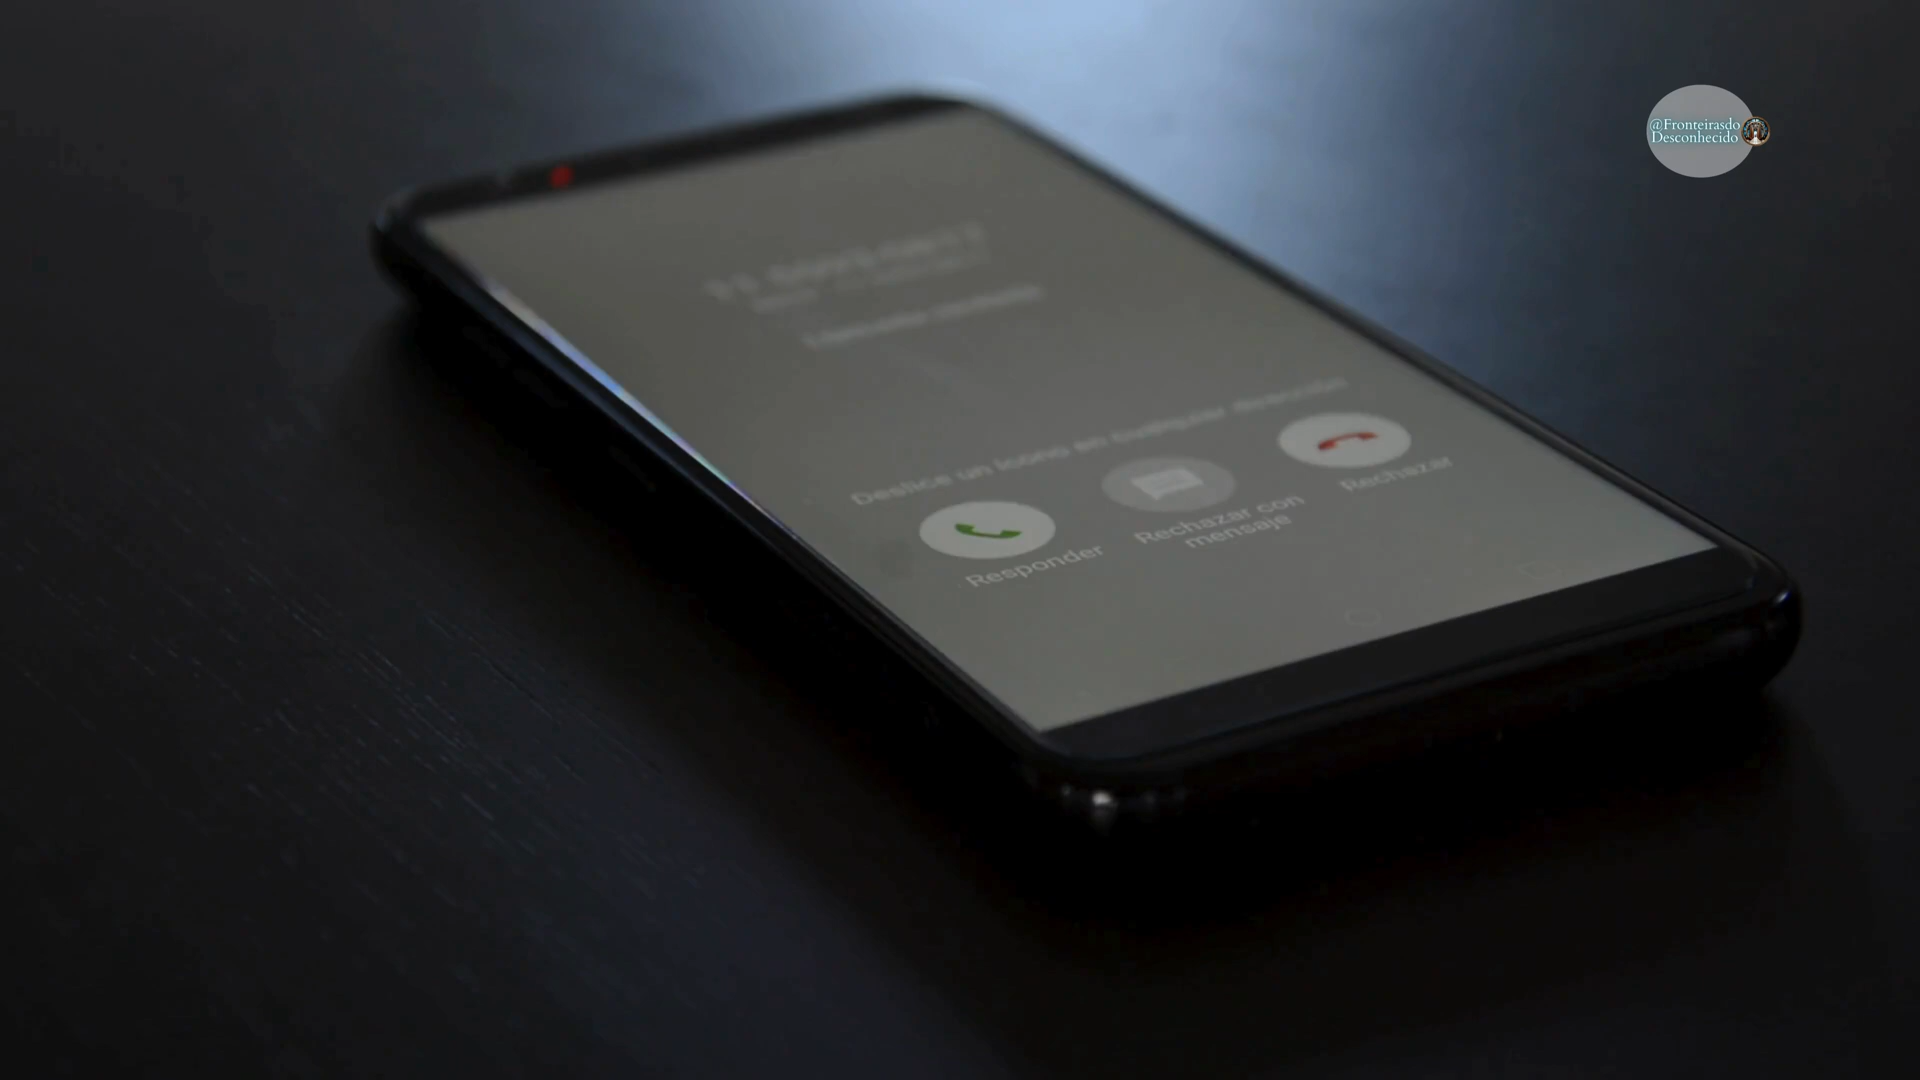 @Fronteirasdo
Desconhecido
Deslice un icono en cualquier dirección
Responder
Rechazar con
mensaje
Rechazar